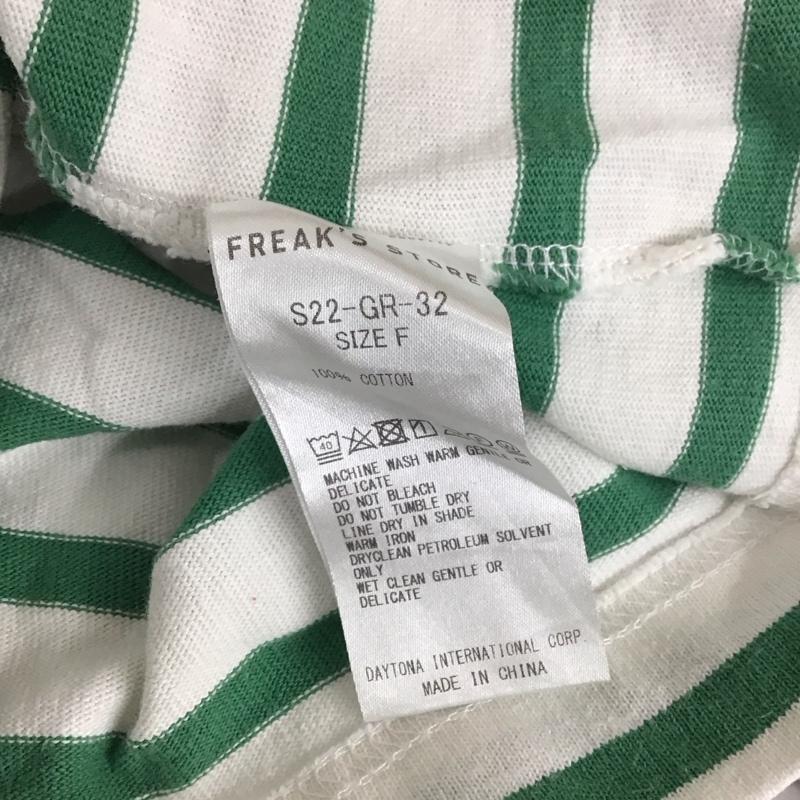 FREAK'S STORE
S22-GR-32
SIZE F
100% COTTON
40
MACHINE WASH WARM GENTLE OR
DELICATE
DO NOT BLEACH
DO NOT TUMBLE DRY
LINE DRY IN SHADE
WARM IRON
DRYCLEAN PETROLEUM SOLVENT
ONLY
WET CLEAN GENTLE OR
DELICATE
DAYTONA INTERNATIONAL CORP.
MADE IN CHINA